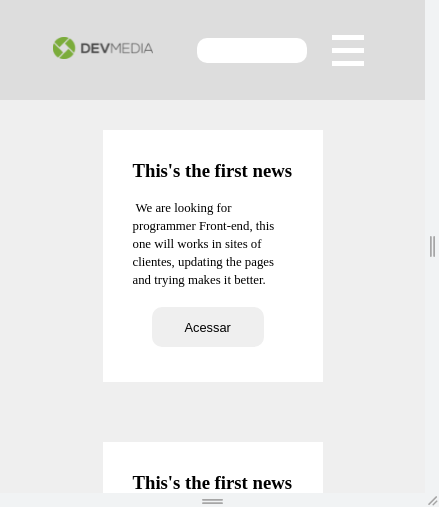 DEVMEDIA
This's the first news
We are looking for
programmer Front-end, this
one will works in sites of
clientes, updating the pages
and trying makes it better.
Acessar
This's the first news